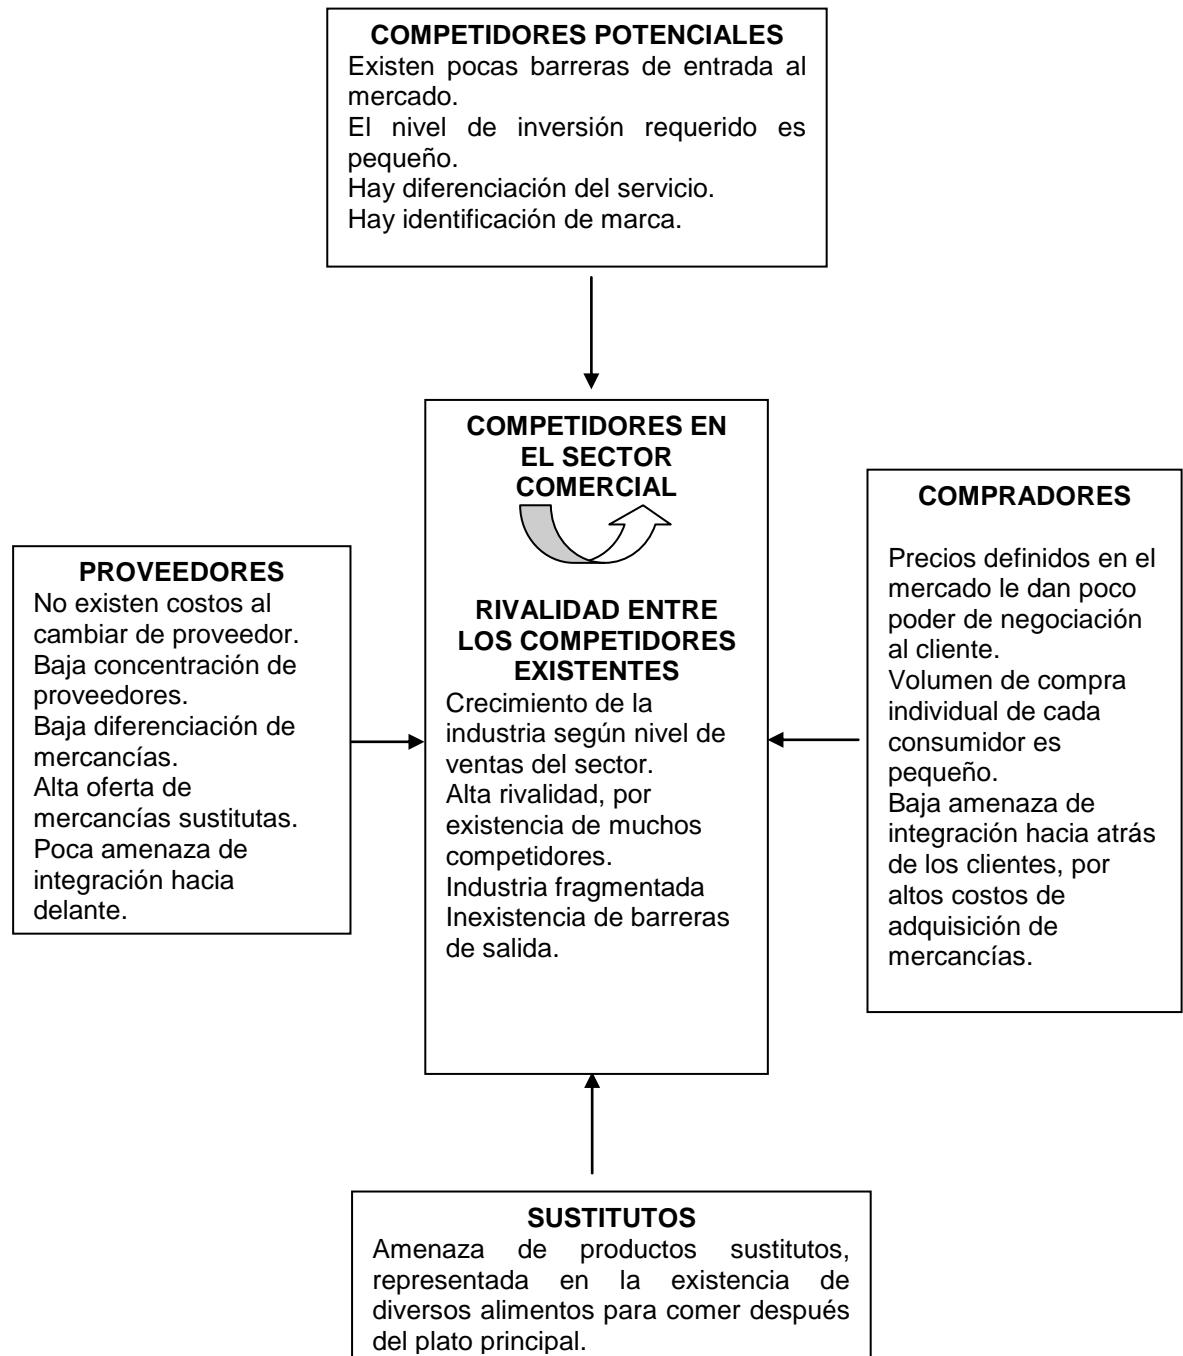 COMPETIDORES POTENCIALES
Existen pocas barreras de entrada al
mercado.
El nivel de inversión requerido es
pequeño.
Hay diferenciación del servicio.
Hay identificación de marca.
COMPETIDORES EN
EL SECTOR
COMERCIAL
RIVALIDAD ENTRE
LOS COMPETIDORES
EXISTENTES
Crecimiento de la
industria según nivel de
ventas del sector.
Alta rivalidad, por
existencia de muchos
competidores.
Industria fragmentada
Inexistencia de barreras
de salida.
PROVEEDORES
No existen costos al
cambiar de proveedor.
Baja concentración de
proveedores.
Baja diferenciación de
mercancías.
Alta oferta de
mercancías sustitutas.
Poca amenaza de
integración hacia
delante.
COMPRADORES
Precios definidos en el
mercado le dan poco
poder de negociación
al cliente.
Volumen de compra
individual de cada
consumidor es
pequeño.
Baja amenaza de
integración hacia atrás
de los clientes, por
altos costos de
adquisición de
mercancías.
SUSTITUTOS
Amenaza de productos sustitutos,
representada en la existencia de
diversos alimentos para comer después
del plato principal.